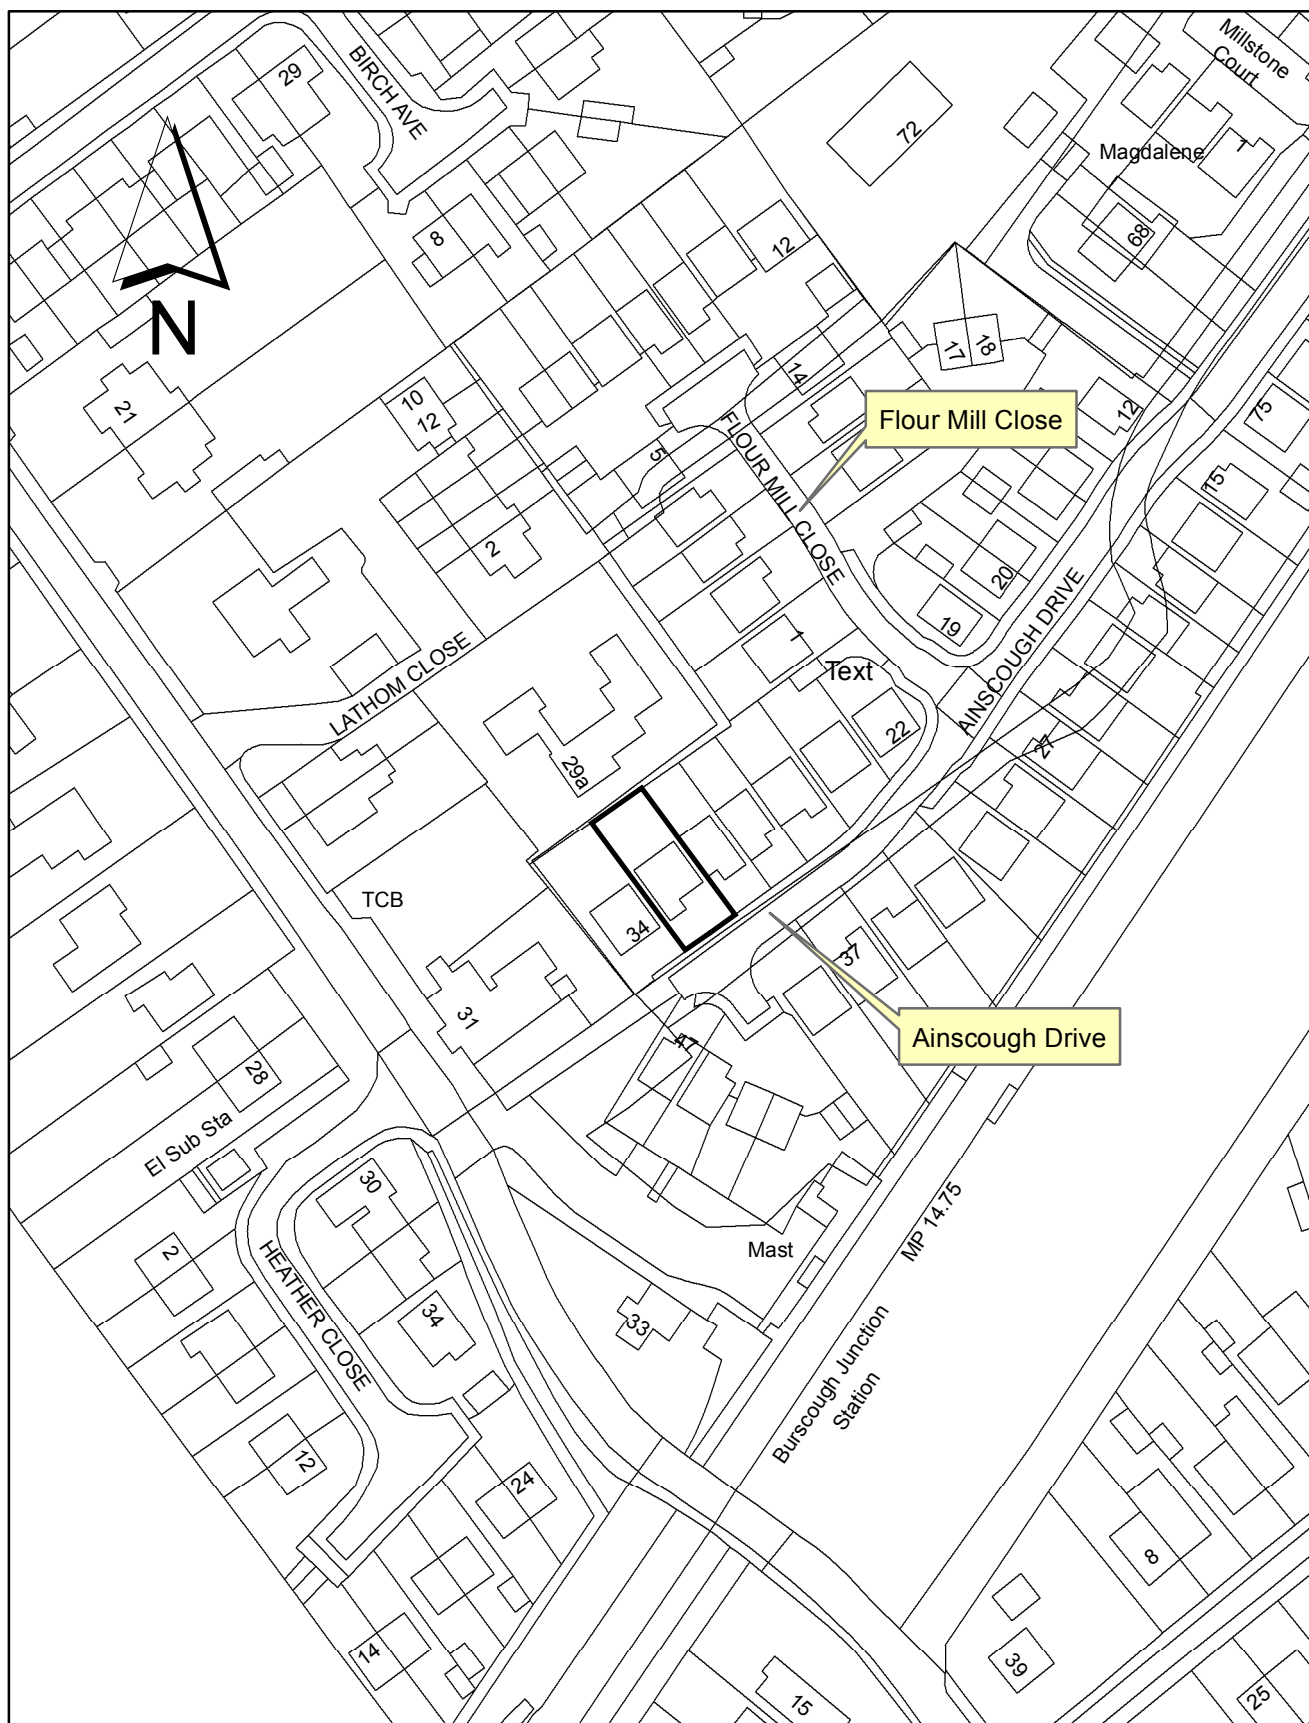 Millstone
Court
BIRCH AVE
29
72
Magdalene
1
68
8
12
N
17
18
14
21
10
12
12
75
Flour Mill Close
FLOUR MILL CLOSE
5
15
2
20
19
1
Text
AINSCOUGH DRIVE
LATHOM CLOSE
22
27
29a
TCB
34
37
31
Ainscough Drive
47
28
El Sub Sta
30
MP 14.75
2
Mast
HEATHER CLOSE
34
33
Burscough Junction
Station
12
24
8
14
39
15
25